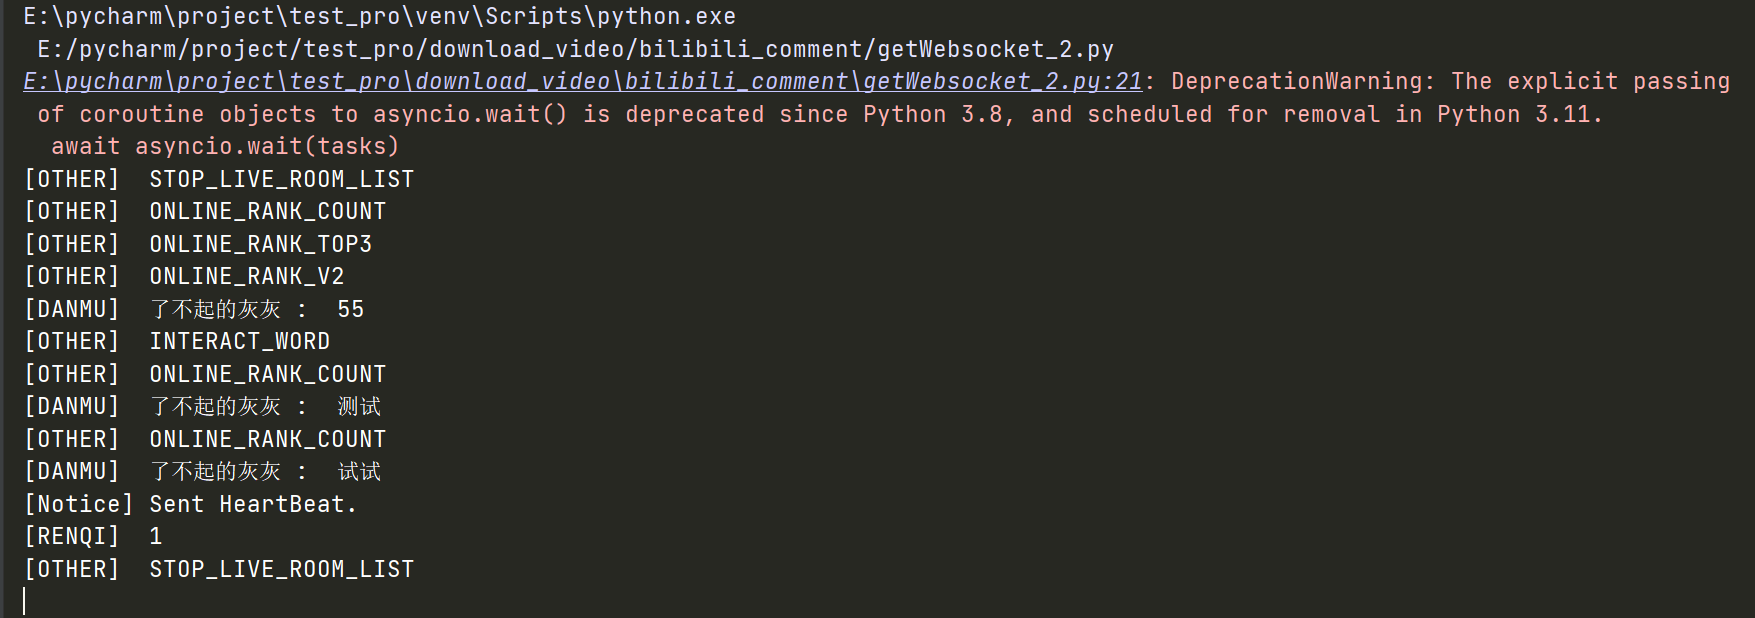 E:\pycharm\project\test_pro\venv\Scripts\python.exe
E:/pycharm/project/test_pro/download_video/bilibili_comment/getWebsocket_2.py
E:\pycharm\project\test_pro\download_video\bilibili_comment\getWebsocket_2.py:21: DeprecationWarning: The explicit passing
of coroutine objects to asyncio.wait() is deprecated since Python 3.8, and scheduled for removal in Python 3.11.
await asyncio.wait(tasks)
[OTHER]  STOP_LIVE_ROOM_LIST
[OTHER]  ONLINE_RANK_COUNT
[OTHER]  ONLINE_RANK_TOP3
[OTHER]  ONLINE_RANK_V2
[DANMU]  了不起的灰灰 :  55
[OTHER]  INTERACT_WORD
[OTHER]  ONLINE_RANK_COUNT
[DANMU]  了不起的灰灰 :  测试
[OTHER]  ONLINE_RANK_COUNT
[DANMU]  了不起的灰灰 :  试试
[Notice] Sent HeartBeat.
[RENQI]  1
[OTHER]  STOP_LIVE_ROOM_LIST